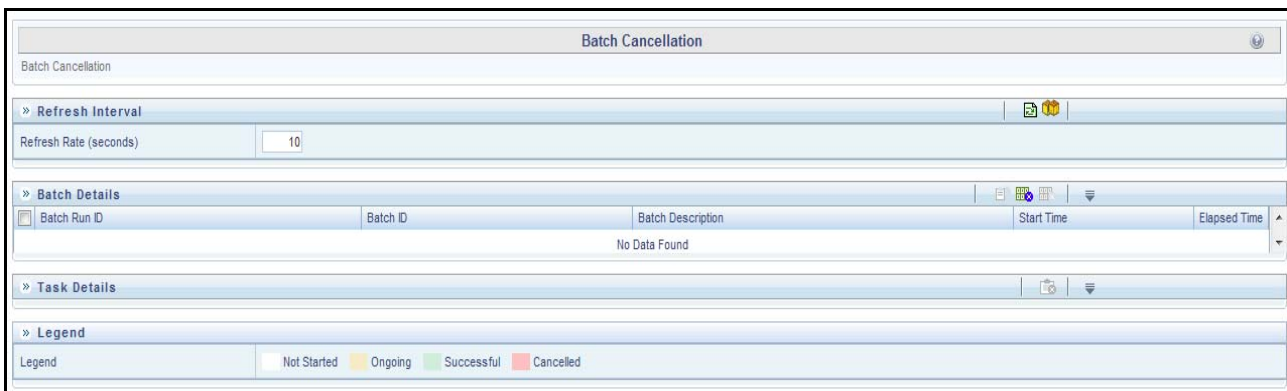 Batch Cancellation
Batch Cancellation
» Refresh Interval
Refresh Rate (seconds) 10
» Batch Details
Batch Run ID Batch ID Batch Description Start Time Elapsed Time
No Data Found
» Task Details
» Legend
Legend Not Started Ongoing Successful Cancelled